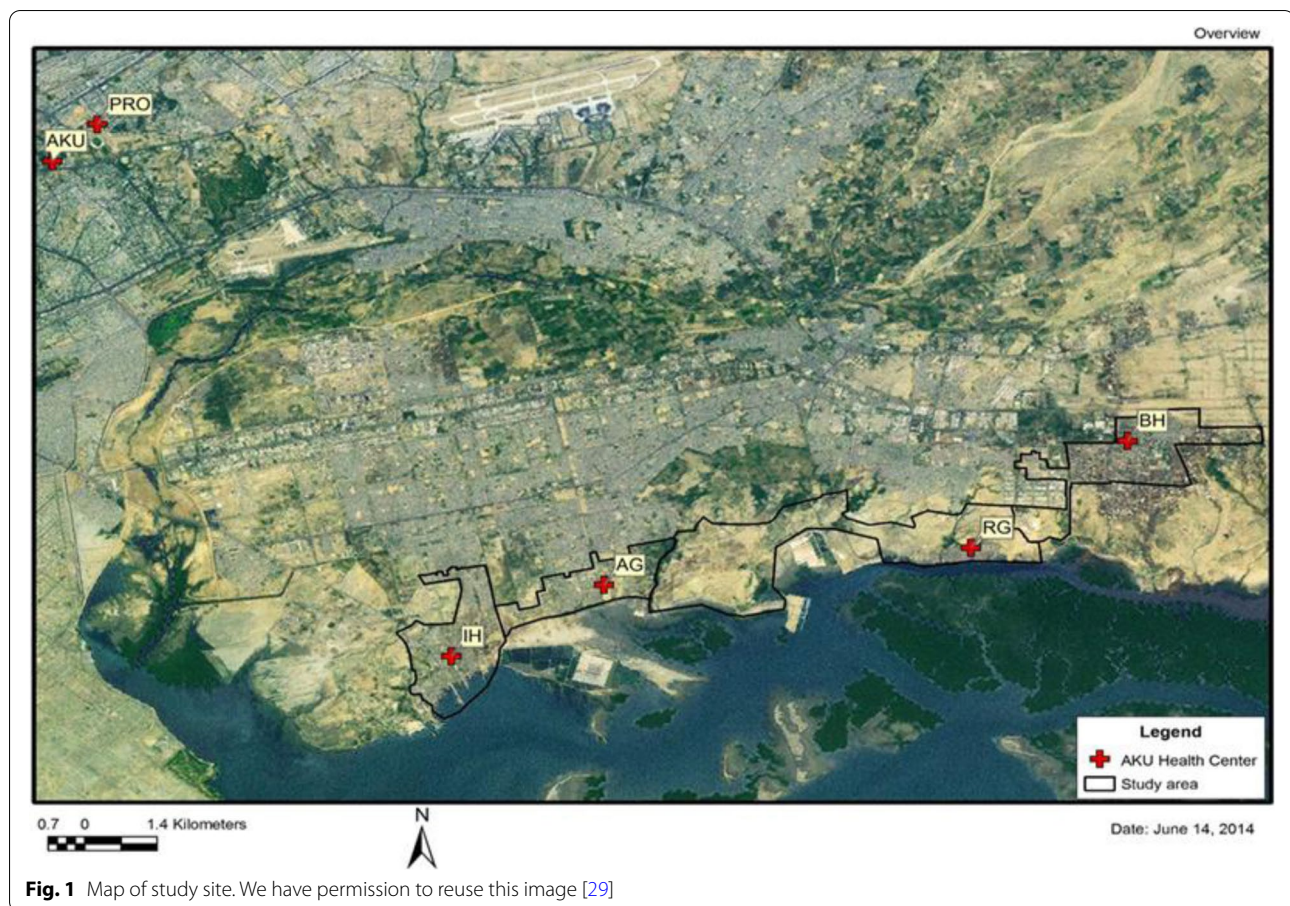 Overview
PRO
AKU
BH
RG
AG
IH
Legend
AKU Health Center
Study area
0.7 0 1.4 Kilometers
N
Date: June 14, 2014
Fig. 1 Map of study site. We have permission to reuse this image [29]